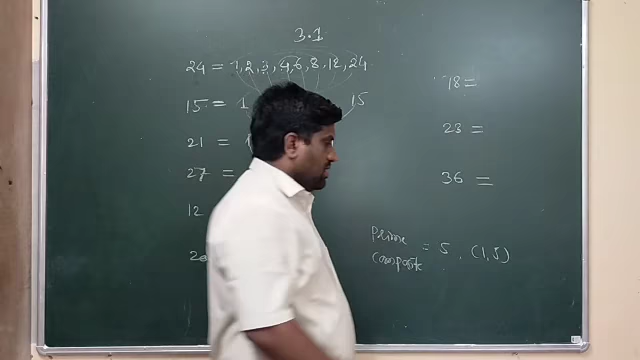 3.1
24 = 1, 2, 3, 4, 6, 8, 12, 24
15 = 1 15
21 =
27 =
12
18 =
23 =
36 =
Prime
Composite = 5, (1,5)